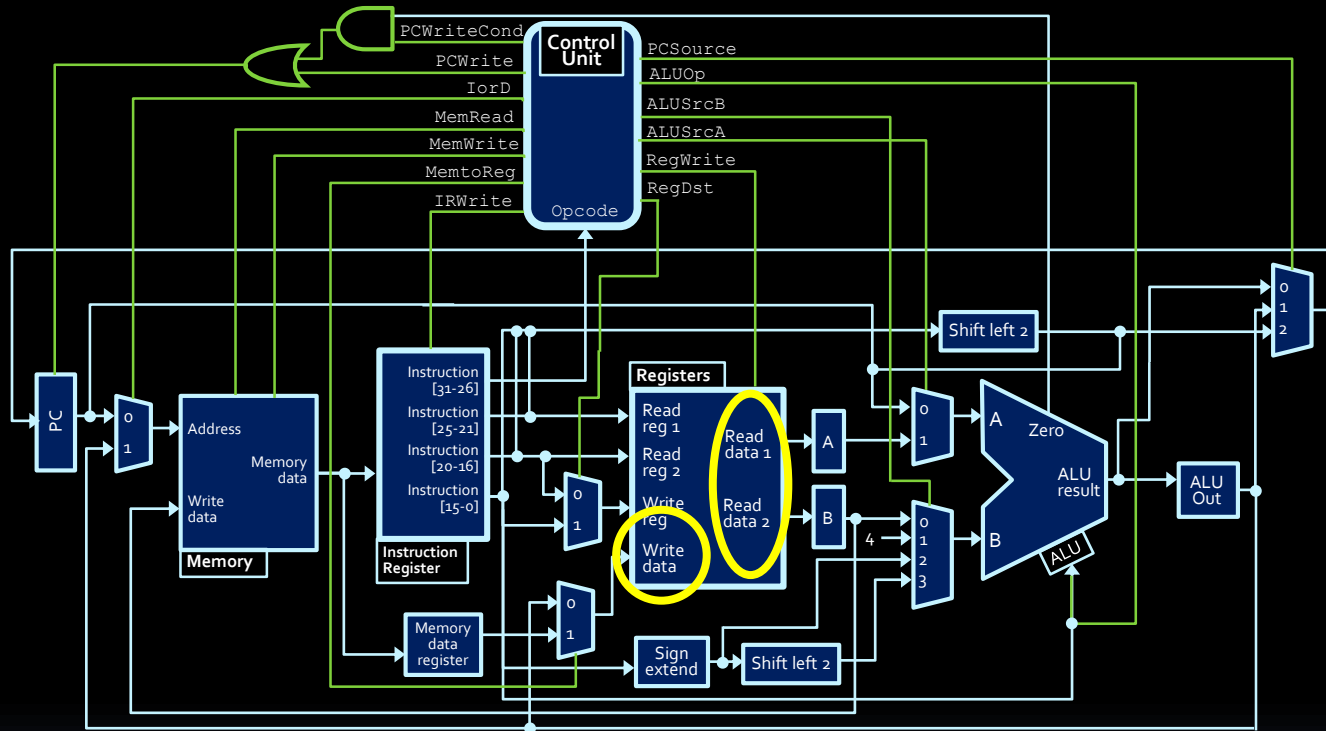 PCWriteCond
PCWrite
IorD
MemRead
MemWrite
MemtoReg
IRWrite
Control
Unit
Opcode
PCSource
ALUOp
ALUSrcB
ALUSrcA
RegWrite
RegDst
PC
0
1
Address
Memory
data
Write
data
Memory
Instruction
[31-26]
Instruction
[25-21]
Instruction
[20-16]
Instruction
[15-0]
Instruction
Register
Memory
data
register
0
1
0
1
Registers
Read
reg 1
Read
reg 2
Write
reg
Write
data
Read
data 1
Read
data 2
Sign
extend
Shift left 2
A
B
4
0
1
0
1
2
3
Shift left 2
A
B
Zero
ALU
result
ALU
ALU
Out
0
1
2